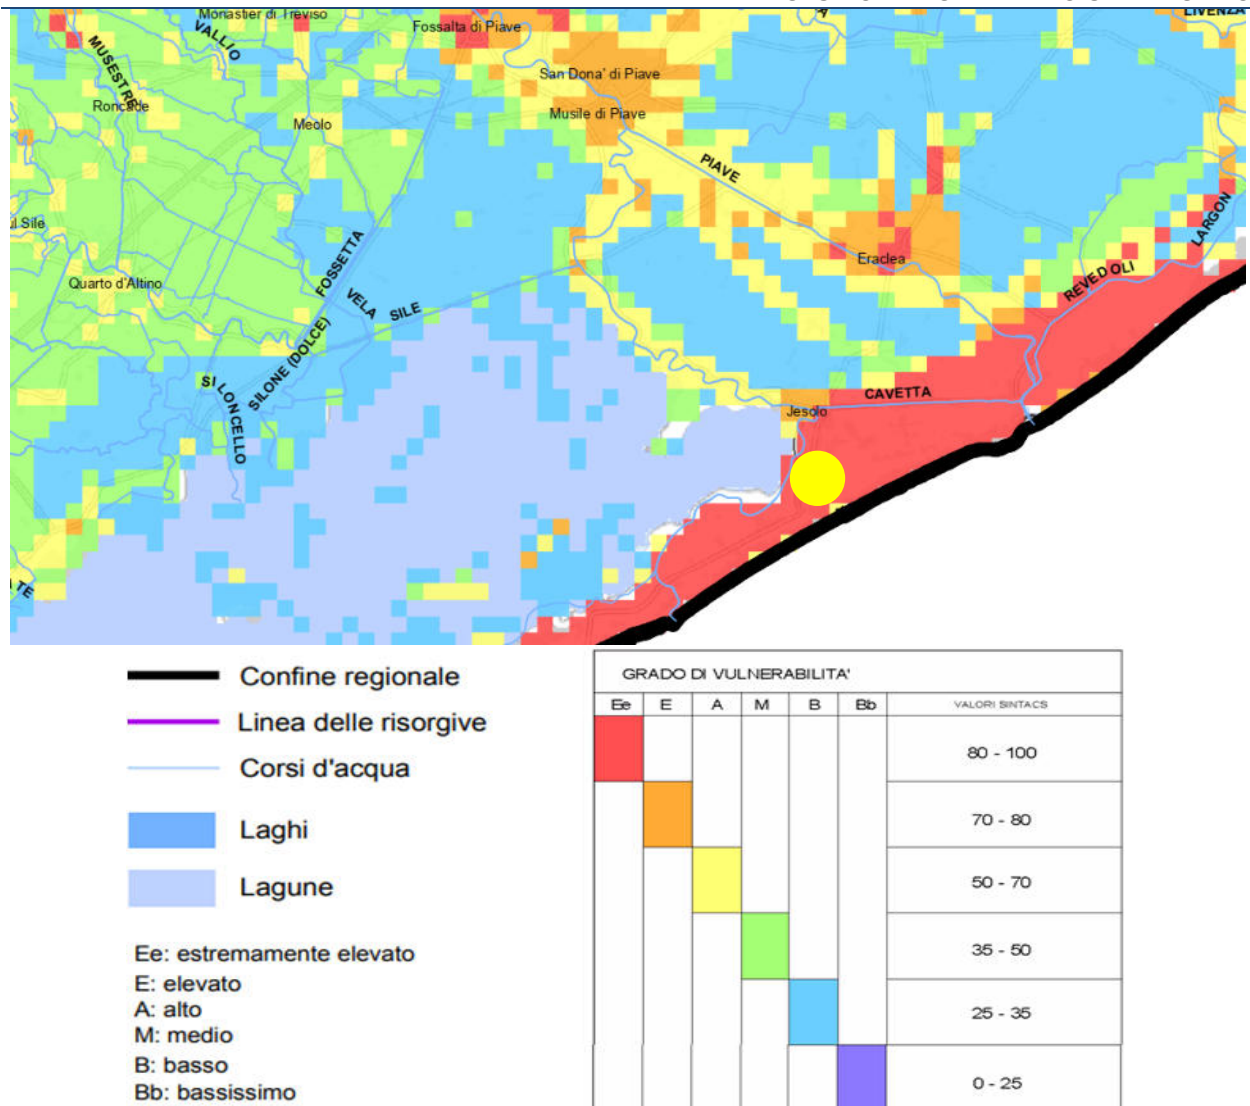 LIVENZA
Monastier di Treviso
VALLIO
Fossalta di Piave
MUSESTRE
San Dona' di Piave
Roncade
Musile di Piave
Meolo
PIAVE
LARGON
Sile
FOSSETTA
Eraclea
REVEDOLI
Quarto d'Altino
VELA
SILE
SILONE (DOLCE)
SILONCELLO
CAVETTA
Jesolo
TE
Confine regionale
Linea delle risorgive
Corsi d'acqua
Laghi
Lagune
Ee: estremamente elevato
E: elevato
A: alto
M: medio
B: basso
Bb: bassissimo
GRADO DI VULNERABILITA'
Ee E A M B Bb VALORI SINTACS
80 - 100
70 - 80
50 - 70
35 - 50
25 - 35
0 - 25